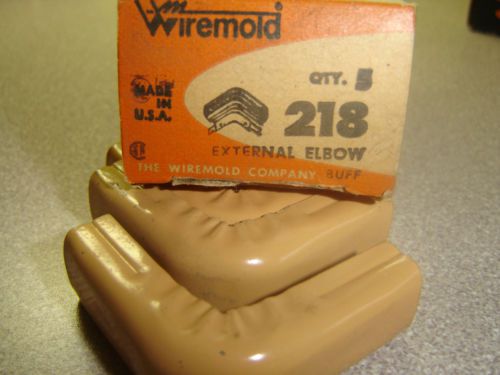 Wiremold
QTY. 5
MADE
IN
U.S.A.
218
EXTERNAL ELBOW
THE WIREMOLD COMPANY BUFF